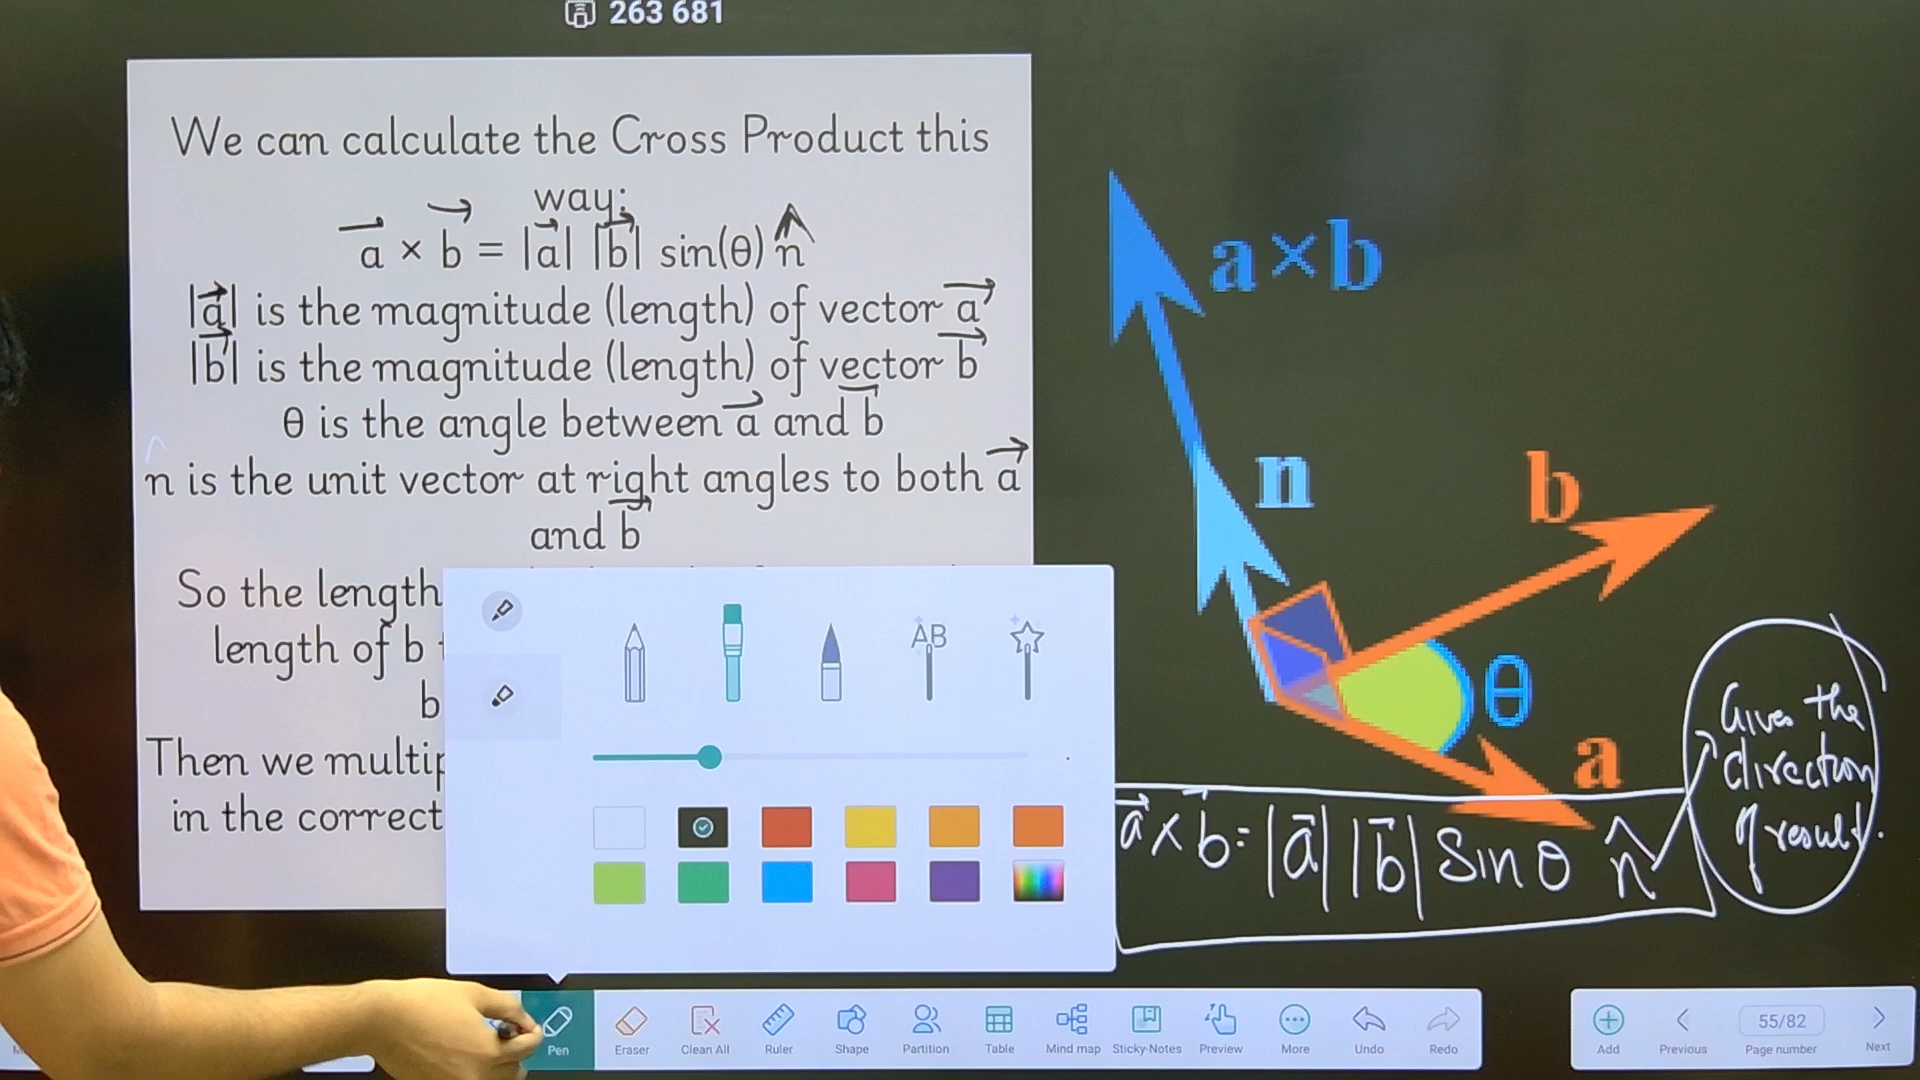 263 681
We can calculate the Cross Product this
way:
a⃗ × b⃗ = |a⃗| |b⃗| sin(θ) n̂
|a⃗| is the magnitude (length) of vector a⃗
|b⃗| is the magnitude (length) of vector b⃗
θ is the angle between a⃗ and b⃗
n̂ is the unit vector at right angles to both a⃗
and b⃗
So the length
length of b
b
Then we multip
in the correct
AB
a×b
n
b
θ
a
a⃗ × b⃗ = |a⃗| |b⃗| Sin θ n̂
Gives the
direction
of result.
Pen
Eraser
Clean All
Ruler
Shape
Partition
Table
Mind map
Sticky-Notes
Preview
More
Undo
Redo
Add
Previous
55/82
Page number
Next